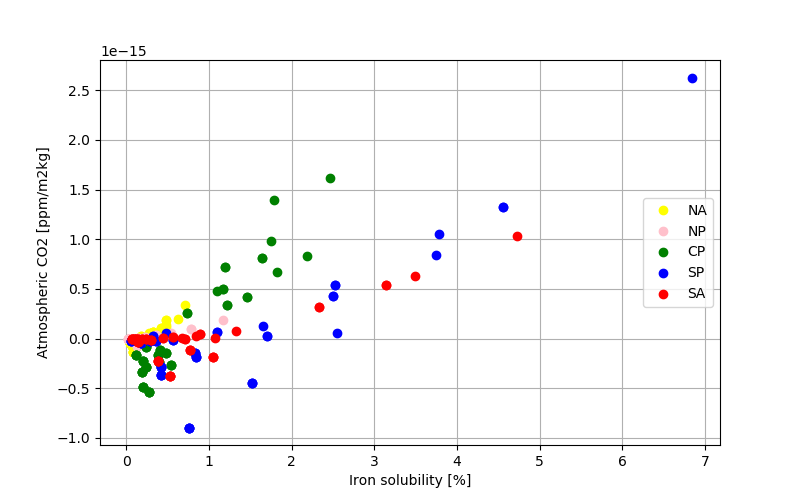 1e−15
2.5
2.0
1.5
1.0
0.5
0.0
−0.5
−1.0
Atmospheric CO2 [ppm/m2kg]
NA
NP
CP
SP
SA
0 1 2 3 4 5 6 7
Iron solubility [%]